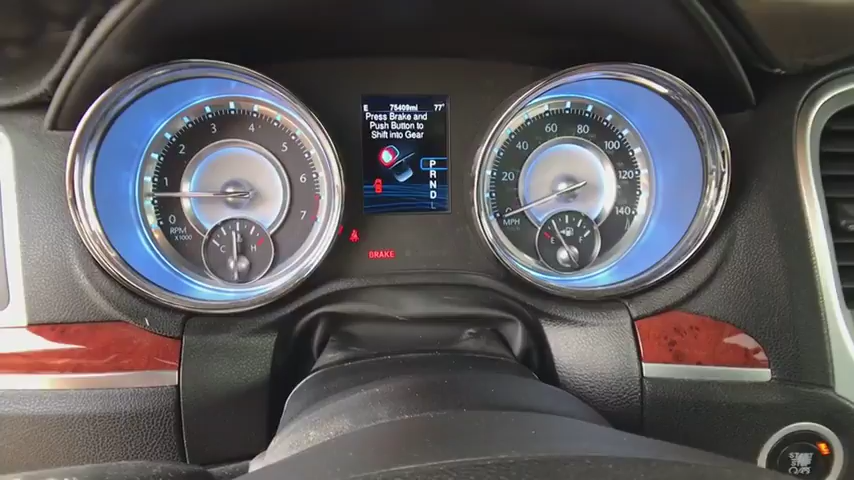 E 75409mi 77°
Press Brake and
Push Button to
Shift into Gear
P
R
N
D
L
0 1 2 3 4 5 6 7
RPM
X1000
C H
BRAKE
0 20 40 60 80 100 120 140
MPH
E F
START
STOP